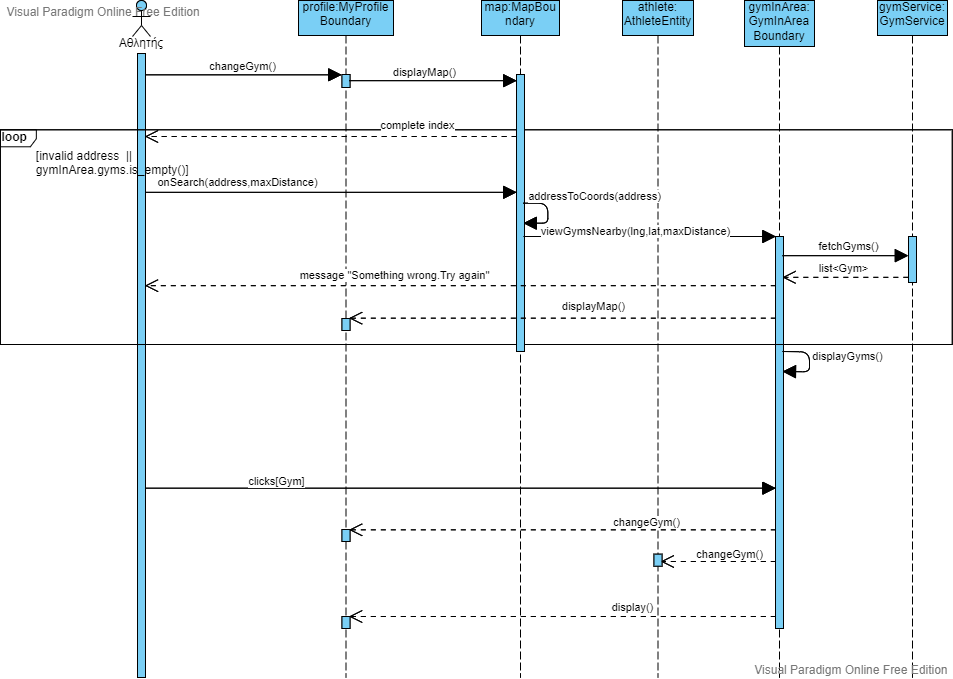 Visual Paradigm Online Free Edition
profile:MyProfile
Boundary
map:MapBou
ndary
athlete:
AthleteEntity
gymInArea:
GymInArea
Boundary
gymService:
GymService
Αθλητής
changeGym()
displayMap()
complete index
loop
[invalid address ||
gymInArea.gyms.is_empty()]
onSearch(address,maxDistance)
addressToCoords(address)
viewGymsNearby(lng,lat,maxDistance)
fetchGyms()
list<Gym>
message "Something wrong.Try again"
displayMap()
displayGyms()
clicks[Gym]
changeGym()
changeGym()
display()
Visual Paradigm Online Free Edition